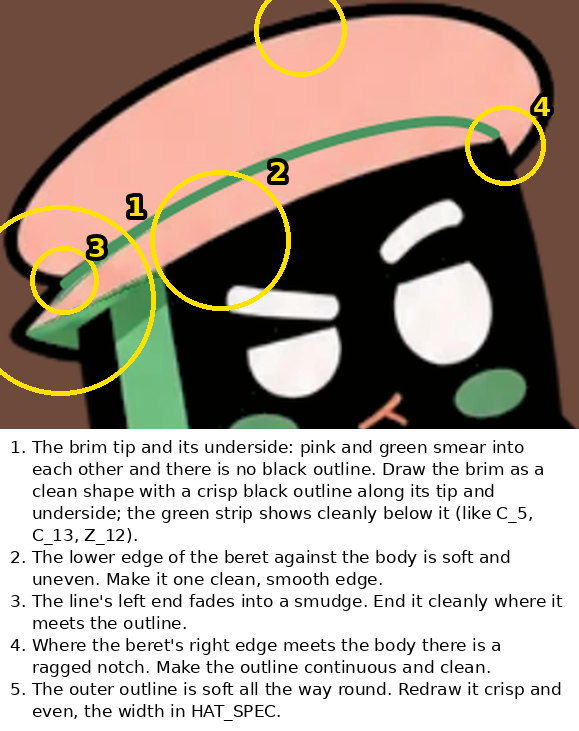 4
2
1
3
1. The brim tip and its underside: pink and green smear into
each other and there is no black outline. Draw the brim as a
clean shape with a crisp black outline along its tip and
underside; the green strip shows cleanly below it (like C_5,
C_13, Z_12).
2. The lower edge of the beret against the body is soft and
uneven. Make it one clean, smooth edge.
3. The line's left end fades into a smudge. End it cleanly where it
meets the outline.
4. Where the beret's right edge meets the body there is a
ragged notch. Make the outline continuous and clean.
5. The outer outline is soft all the way round. Redraw it crisp and
even, the width in HAT_SPEC.